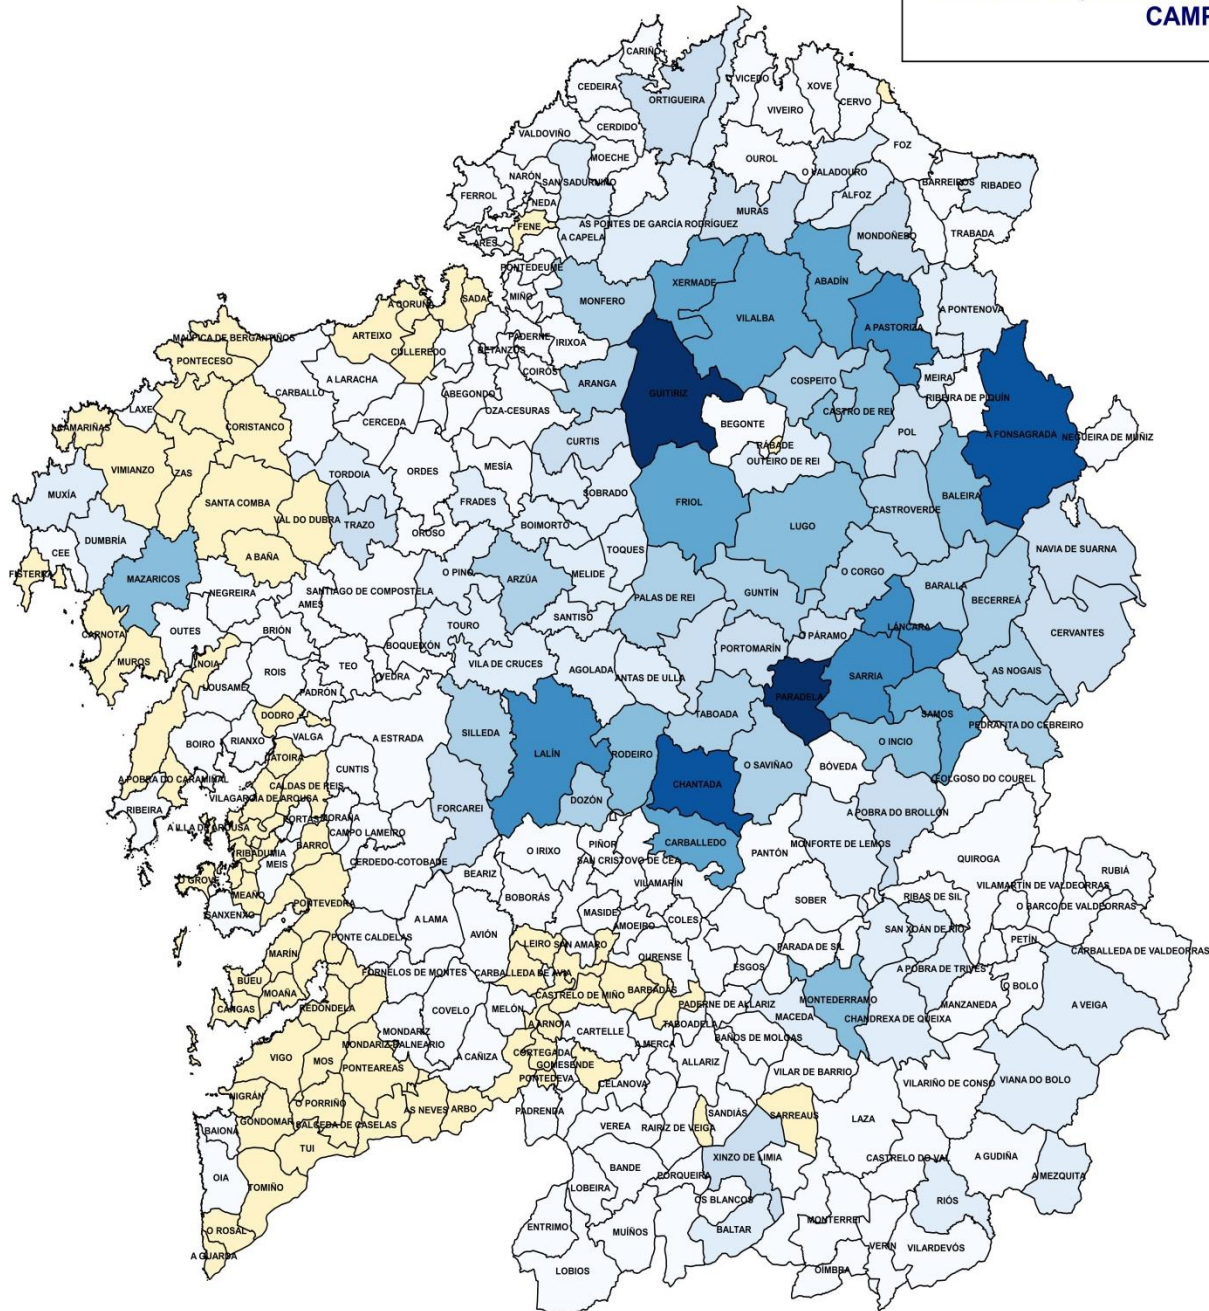 CAMP
CARIÑO
CEDEIRA
ORTIGUEIRA
VICEDO
XOVE
VIVEIRO
CERVO
VALDOVIÑO
CERDIDO
MOECHE
OUROL
FOZ
NARÓN
SAN SADURNIÑO
O VALADOURO
BARREIROS
RIBADEO
FERROL
NEDA
ALFOZ
MURAS
FENE
AS PONTES DE GARCÍA RODRÍGUEZ
ARES
A CAPELA
MONDOÑEDO
TRABADA
PONTEDEUME
XERMADE
ABADÍN
MIÑO
MONFERO
VILALBA
A PASTORIZA
A PONTENOVA
A CORUÑA
SADA
MALPICA DE BERGANTIÑOS
ARTEIXO
PADERNE
BETANZOS
IRIXOA
CULLEREDO
PONTECESO
COIROS
MEIRA
A LARACHA
ARANGA
COSPEITO
CARBALLO
ABEGONDO
GUITIRIZ
RIBEIRA DE PIQUÍN
LAXE
OZA-CESURAS
CASTRO DE REI
CAMARIÑAS
CERCEDA
BEGONTE
CORISTANCO
POL
A FONSAGRADA
NEGUEIRA DE MUÑIZ
CURTIS
RÁBADE
OUTEIRO DE REI
VIMIANZO
ZAS
TORDOIA
ORDES
MESÍA
MUXÍA
SANTA COMBA
FRADES
SOBRADO
FRIOL
BALEIRA
CASTROVERDE
VAL DO DUBRA
TRAZO
BOIMORTO
LUGO
OROSO
DUMBRÍA
CEE
A BAÑA
TOQUES
NAVIA DE SUARNA
FISTERRA
MAZARICOS
O PINO
ARZÚA
MELIDE
O CORGO
BARALLA
NEGREIRA
SANTIAGO DE COMPOSTELA
GUNTÍN
PALAS DE REI
BECERREÁ
AMES
SANTISO
CARNOTA
OUTES
BRIÓN
TOURO
LÁNCARA
CERVANTES
BOQUEIXÓN
O PÁRAMO
PORTOMARÍN
MUROS
NOIA
ROIS
TEO
VEDRA
VILA DE CRUCES
AGOLADA
ANTAS DE ULLA
AS NOGAIS
LOUSAME
PADRÓN
PARADELA
SARRIA
DODRO
TABOADA
SAMOS
PEDRAFITA DO CEBREIRO
BOIRO
RIANXO
VALGA
A ESTRADA
SILLEDA
LALÍN
RODEIRO
O INCIO
CATOIRA
O SAVIÑAO
BÓVEDA
CUNTIS
FOLGOSO DO COUREL
A POBRA DO CARAMIÑAL
CALDAS DE REIS
CHANTADA
VILAGARCÍA DE AROUSA
DOZÓN
RIBEIRA
FORCAREI
A POBRA DO BROLLÓN
PORTAS
MORAÑA
A ILLA DE AROUSA
CAMPO LAMEIRO
CARBALLEDO
BARRO
O IRIXO
PIÑOR
MONFORTE DE LEMOS
RIBADUMIA
MEIS
CERDEDO-COTOBADE
SAN CRISTOVO DE CEA
PANTÓN
QUIROGA
BEARIZ
RUBIÁ
O GROVE
MEAÑO
VILAMARÍN
VILAMARTÍN DE VALDEORRAS
BOBORÁS
SOBER
RIBAS DE SIL
PONTEVEDRA
O BARCO DE VALDEORRAS
SANXENXO
A LAMA
MASIDE
COLES
AMOEIRO
SAN XOÁN DE RÍO
AVIÓN
PONTE CALDELAS
PETÍN
LEIRO
SAN AMARO
PARADA DE SIL
CARBALLEDA DE VALDEORRAS
MARÍN
OURENSE
ESGOS
A POBRA DE TRIVES
FORNELOS DE MONTES
CARBALLEDA DE AVIA
BUEU
O BOLO
MOAÑA
CASTRELO DE MIÑO
BARBADÁS
MONTEDERRAMO
MANZANEDA
A VEIGA
CANGAS
REDONDELA
COVELO
MELÓN
PADERNE DE ALLARIZ
MACEDA
CHANDREXA DE QUEIXA
A ARNOIA
TABOADELA
MONDARIZ
CARTELLE
BAÑOS DE MOLGAS
MONDARIZ-BALNEARIO
A MERCA
VIGO
MOS
A CAÑIZA
CORTEGADA
PONTEAREAS
GOMESENDE
ALLARIZ
VILAR DE BARRIO
PONTEDEVA
CELANOVA
VILARIÑO DE CONSO
VIANA DO BOLO
NIGRÁN
O PORRIÑO
AS NEVES
ARBO
PADRENDA
SANDIÁS
SARREAUS
LAZA
GONDOMAR
SALCEDA DE CASELAS
VEREA
RAIRIZ DE VEIGA
BAIONA
TUI
XINZO DE LIMIA
CASTRELO DO VAL
A GUDIÑA
OIA
BANDE
PORQUEIRA
A MEZQUITA
TOMIÑO
LOBEIRA
OS BLANCOS
RIÓS
O ROSAL
ENTRIMO
MUÍÑOS
BALTAR
MONTERREI
VERÍN
VILARDEVÓS
A GUARDA
LOBIOS
OÍMBRA